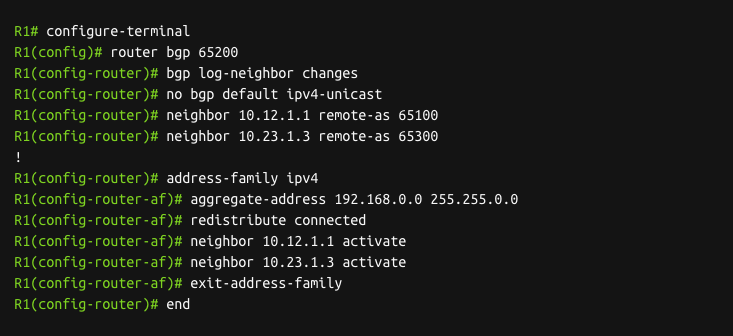 R1# configure-terminal
R1(config)# router bgp 65200
R1(config-router)# bgp log-neighbor changes
R1(config-router)# no bgp default ipv4-unicast
R1(config-router)# neighbor 10.12.1.1 remote-as 65100
R1(config-router)# neighbor 10.23.1.3 remote-as 65300
!
R1(config-router)# address-family ipv4
R1(config-router-af)# aggregate-address 192.168.0.0 255.255.0.0
R1(config-router-af)# redistribute connected
R1(config-router-af)# neighbor 10.12.1.1 activate
R1(config-router-af)# neighbor 10.23.1.3 activate
R1(config-router-af)# exit-address-family
R1(config-router)# end